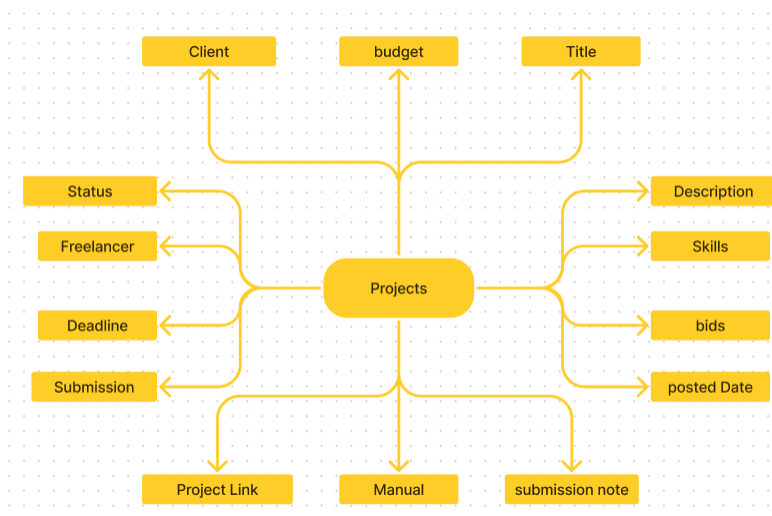 Client
budget
Title
Status
Description
Freelancer
Skills
Projects
Deadline
bids
Submission
posted Date
Project Link
Manual
submission note